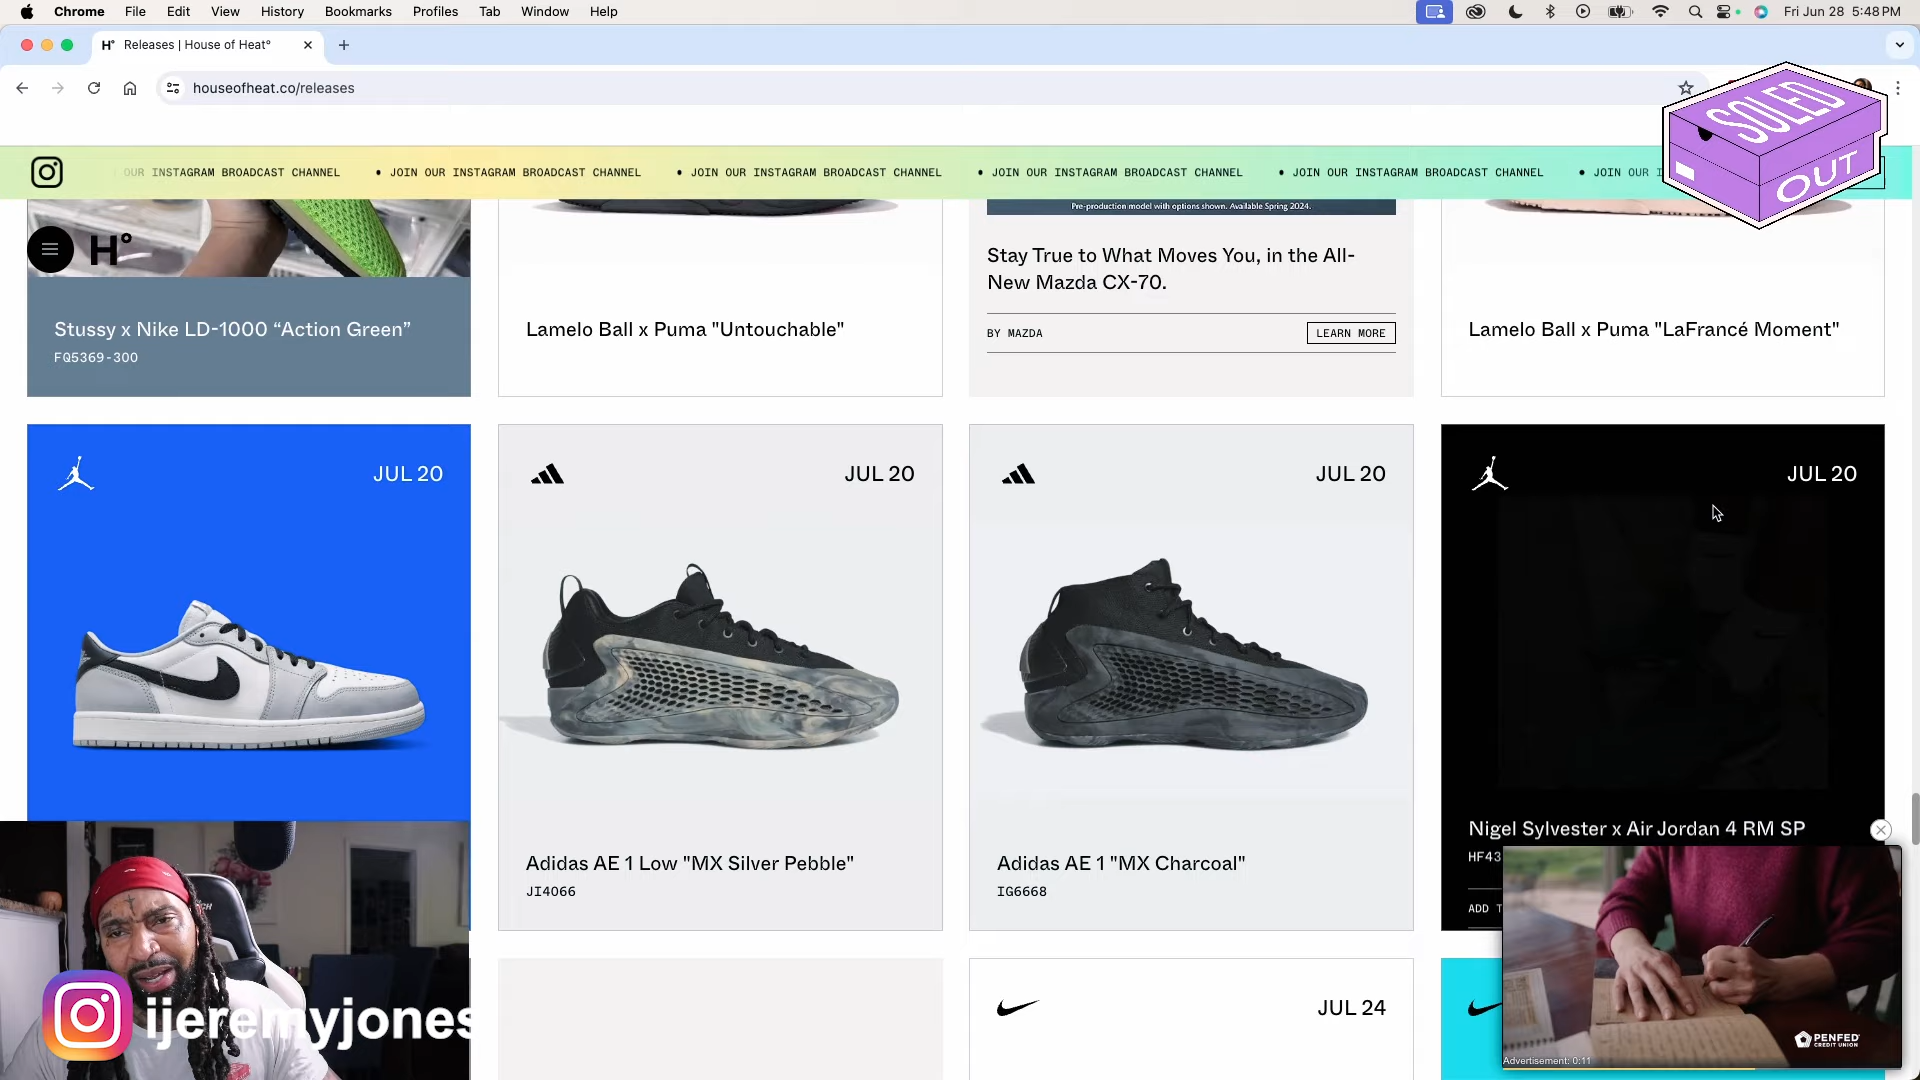 Chrome File Edit View History Bookmarks Profiles Tab Window Help Fri Jun 28 5:48 PM
H° Releases | House of Heat°
houseofheat.co/releases
SOLED
OUT
OUR INSTAGRAM BROADCAST CHANNEL • JOIN OUR INSTAGRAM BROADCAST CHANNEL • JOIN OUR INSTAGRAM BROADCAST CHANNEL • JOIN OUR INSTAGRAM BROADCAST CHANNEL • JOIN OUR INSTAGRAM BROADCAST CHANNEL • JOIN OUR
H°
Pre-production model with options shown. Available Spring 2024.
Stay True to What Moves You, in the All-
New Mazda CX-70.
BY MAZDA LEARN MORE
Stussy x Nike LD-1000 “Action Green”
FQ5369-300
Lamelo Ball x Puma "Untouchable"
Lamelo Ball x Puma "LaFrancé Moment"
JUL 20
JUL 20
JUL 20
JUL 20
Adidas AE 1 Low "MX Silver Pebble"
JI4066
Adidas AE 1 "MX Charcoal"
IG6668
Nigel Sylvester x Air Jordan 4 RM SP
HF43
ADD T
JUL 24
ijeremyjones
PENFED
CREDIT UNION
Advertisement: 0:11